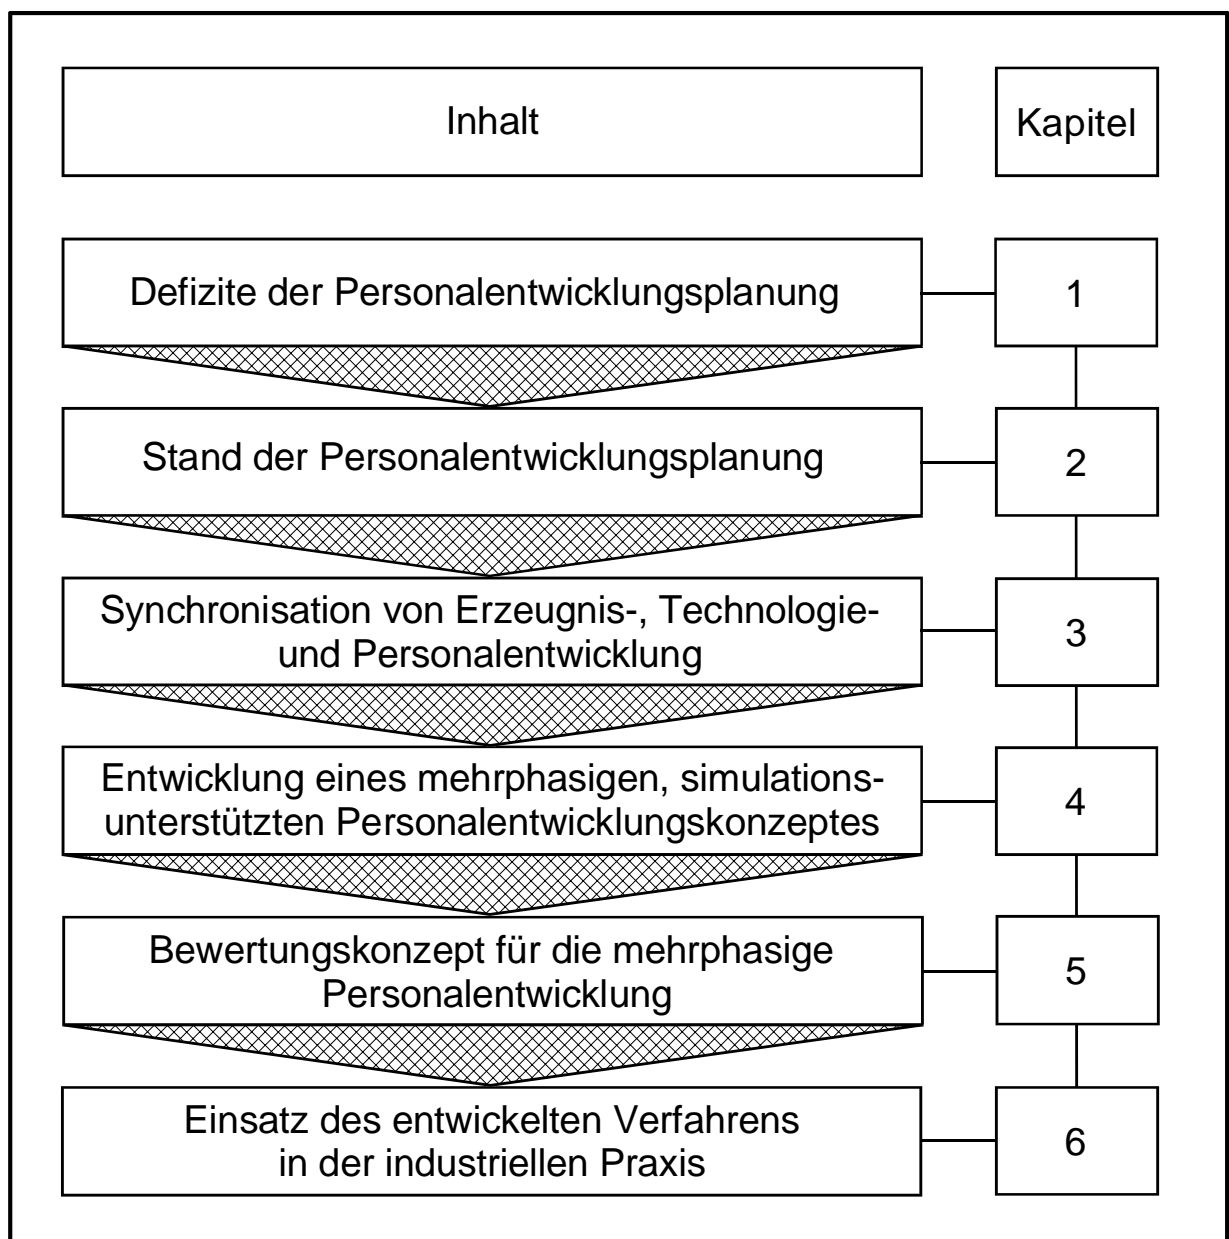 Inhalt
Kapitel
Defizite der Personalentwicklungsplanung
1
Stand der Personalentwicklungsplanung
2
Synchronisation von Erzeugnis-, Technologie-
und Personalentwicklung
3
Entwicklung eines mehrphasigen, simulations-
unterstützten Personalentwicklungskonzeptes
4
Bewertungskonzept für die mehrphasige
Personalentwicklung
5
Einsatz des entwickelten Verfahrens
in der industriellen Praxis
6